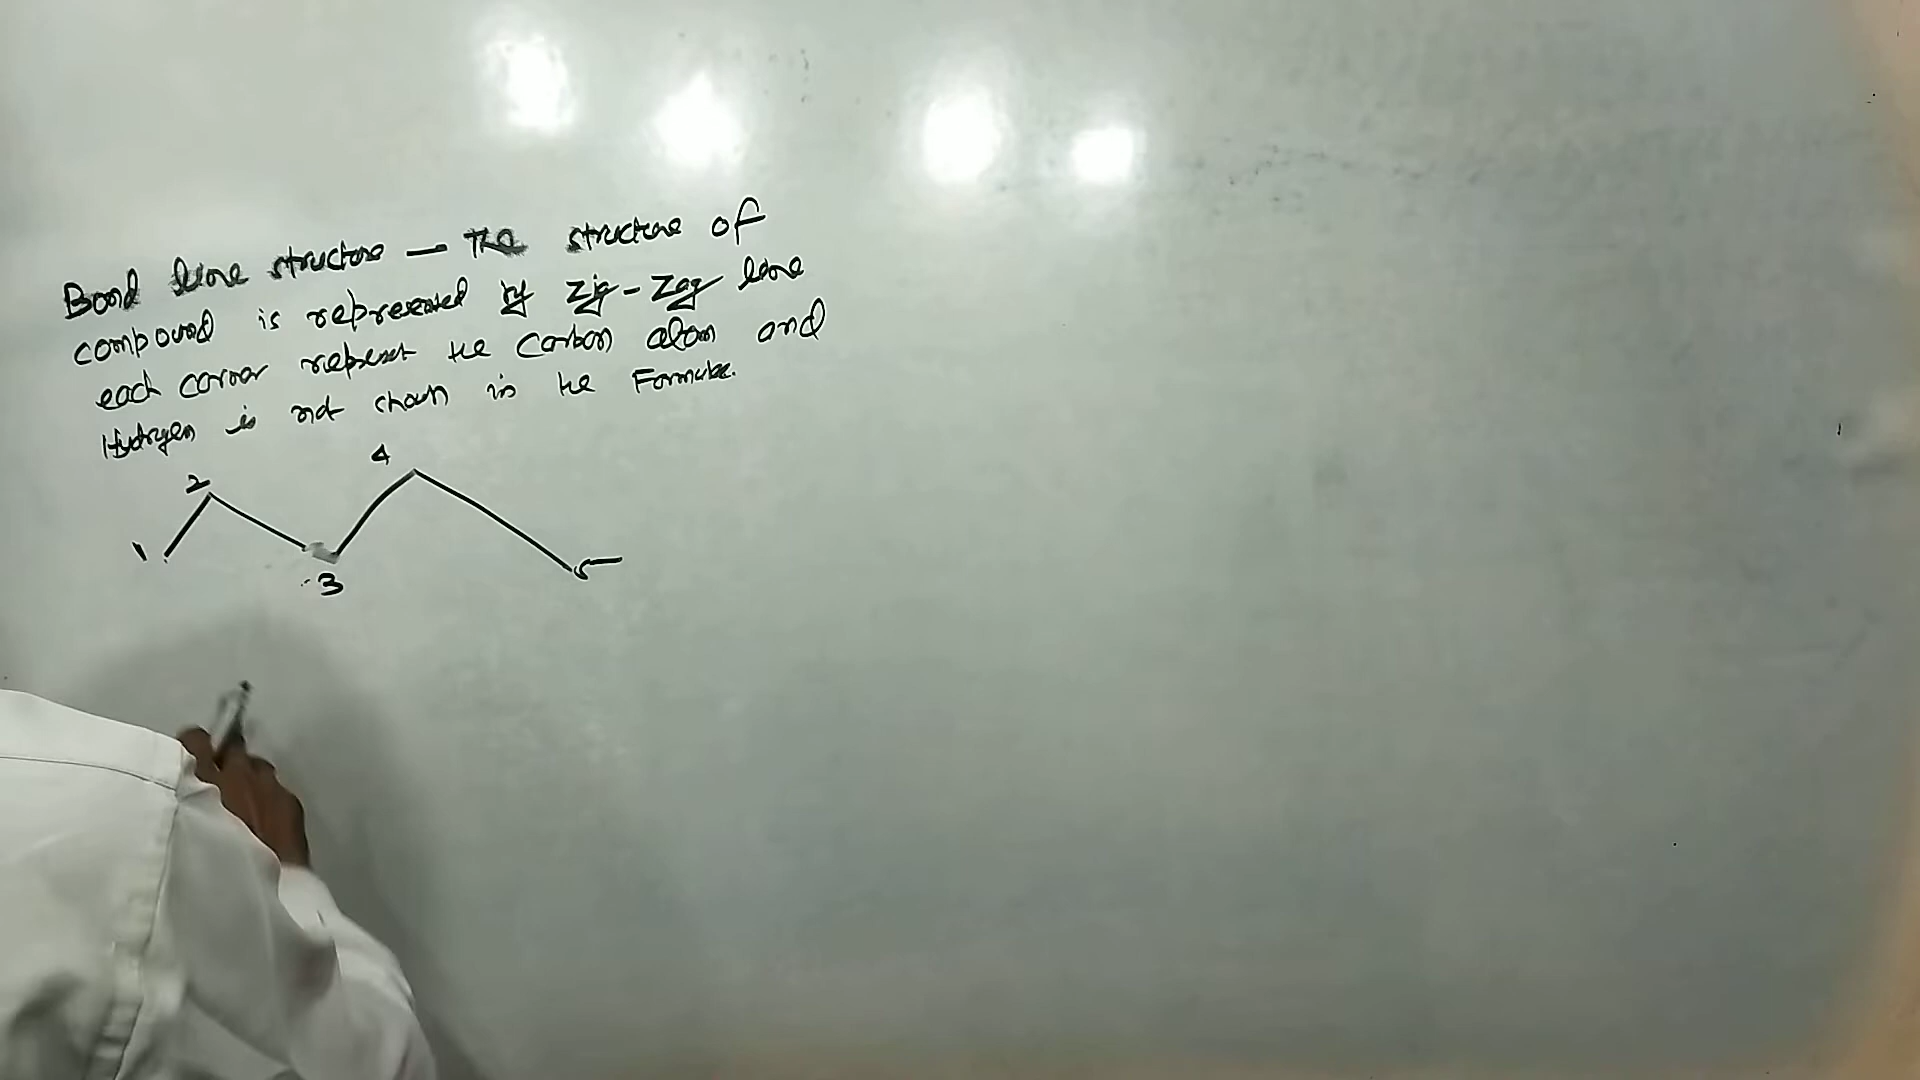 Bond line structure — The structure of
compound is represented by Zig-Zag line
each corner represent the Carbon atom and
Hydrogen is not shown in the Formula.
4
2
1
5
3